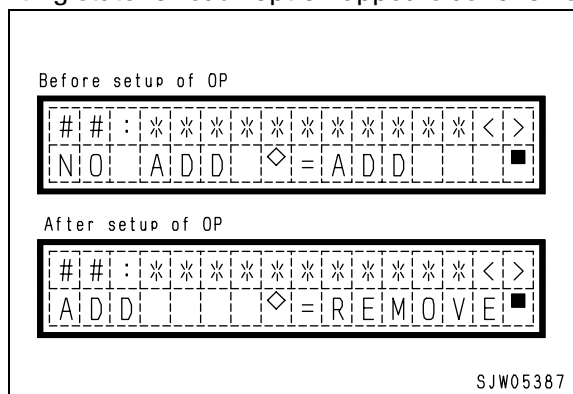 Before setup of OP
##:***********<>
NO ADD ◇=ADD ■
After setup of OP
##:***********<>
ADD ◇=REMOVE■
SJW05387